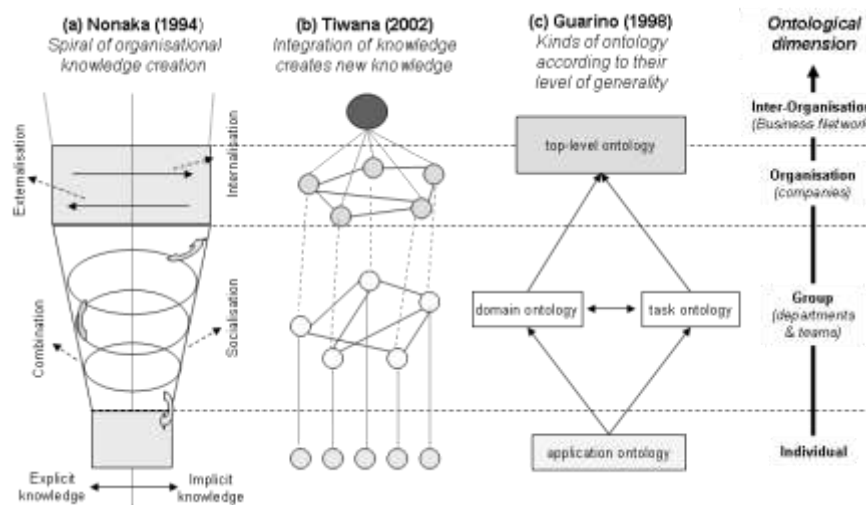 (a) Nonaka (1994)
Spiral of organisational
knowledge creation
(b) Tiwana (2002)
Integration of knowledge
creates new knowledge
(c) Guarino (1998)
Kinds of ontology
according to their
level of generality
Ontological
dimension
Externalisation
Internalisation
Combination
Socialisation
Explicit
knowledge
Implicit
knowledge
top-level ontology
domain ontology
task ontology
application ontology
Inter-Organisation
(Business Network
Organisation
(companies)
Group
(departments
& teams)
Individual